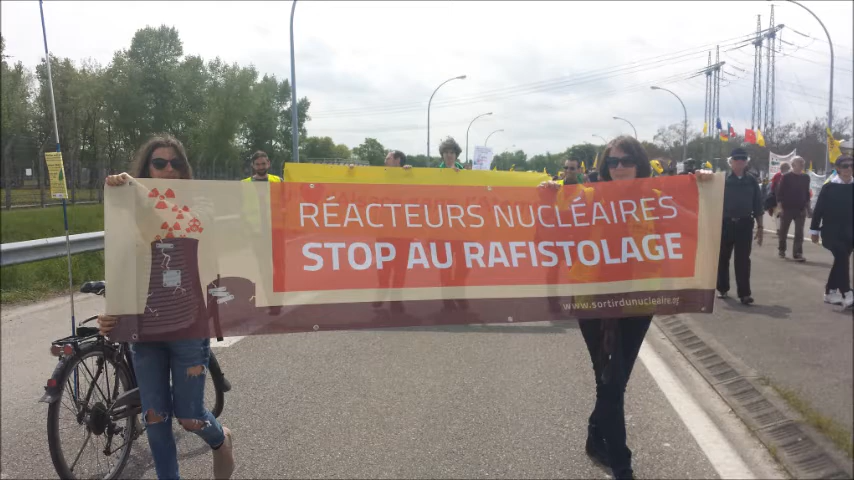 RÉACTEURS NUCLÉAIRES
STOP AU RAFISTOLAGE
www.sortirdunucleaire.org